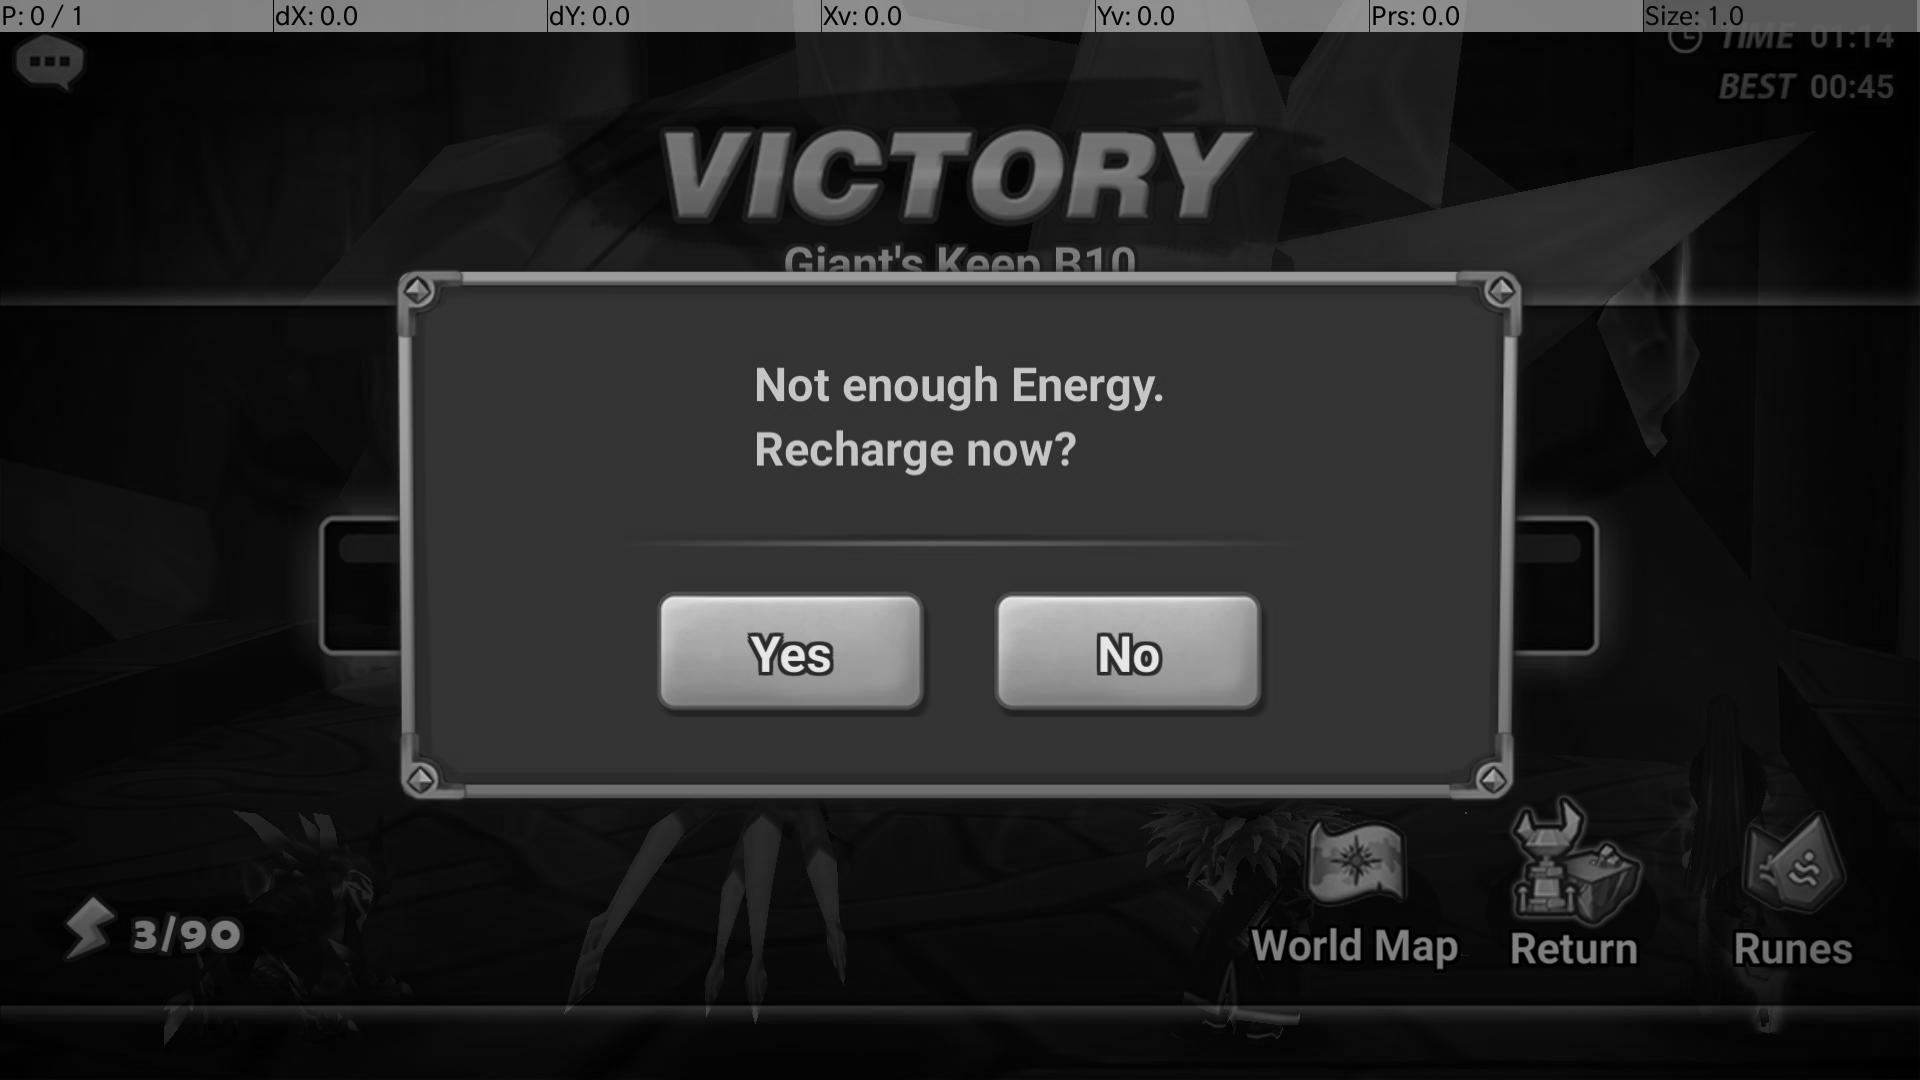 P: 0 / 1 dX: 0.0 dY: 0.0 Xv: 0.0 Yv: 0.0 Prs: 0.0 Size: 1.0
TIME 01:14
BEST 00:45
VICTORY
Giant's Keep B10
Not enough Energy.
Recharge now?
Yes No
3/90
World Map Return Runes